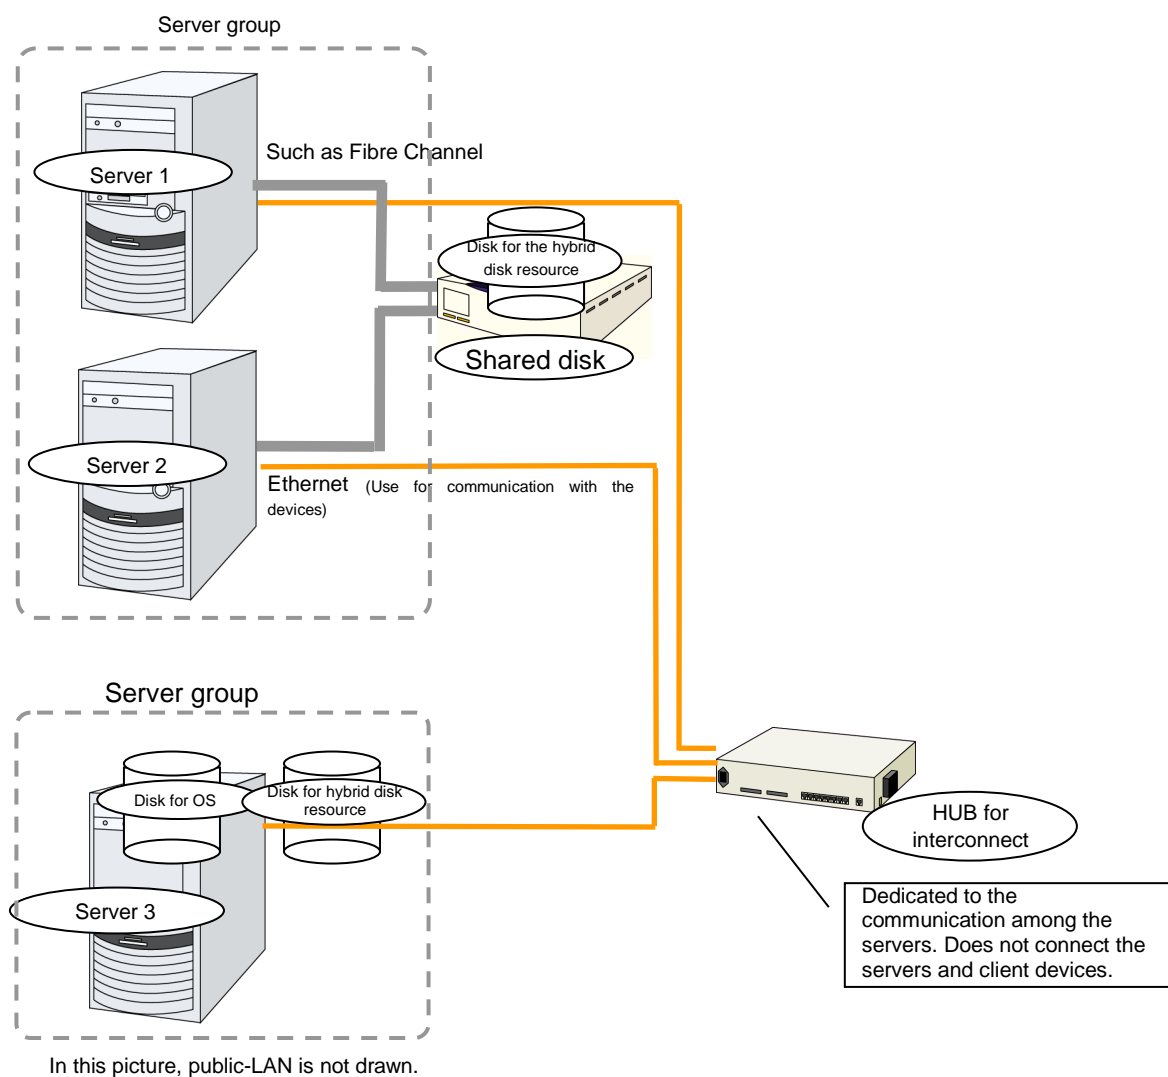 Server group
Such as Fibre Channel
Server 1
Disk for the hybrid
disk resource
Shared disk
Server 2
Ethernet (Use for communication with the
devices)
Server group
Disk for OS
Disk for hybrid disk
resource
Server 3
HUB for
interconnect
Dedicated to the
communication among the
servers. Does not connect the
servers and client devices.
In this picture, public-LAN is not drawn.